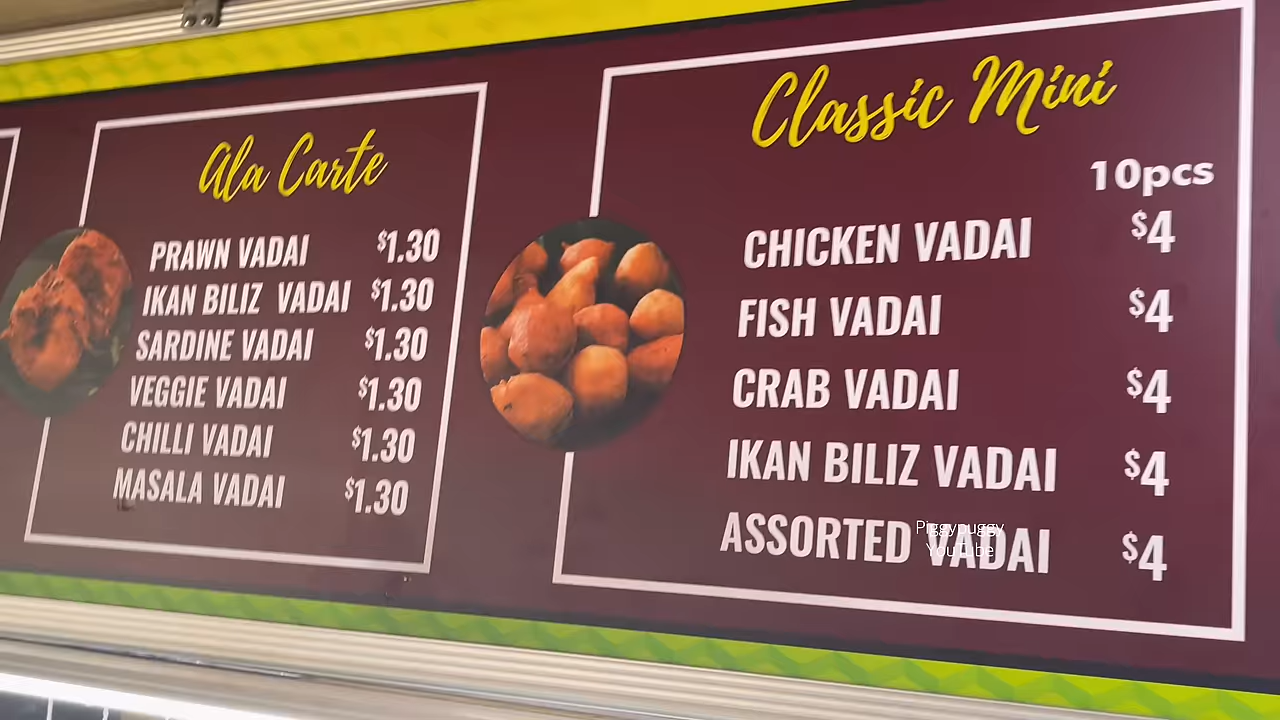 Ala Carte
PRAWN VADAI $1.30
IKAN BILIZ VADAI $1.30
SARDINE VADAI $1.30
VEGGIE VADAI $1.30
CHILLI VADAI $1.30
MASALA VADAI $1.30
Classic Mini
10pcs
CHICKEN VADAI $4
FISH VADAI $4
CRAB VADAI $4
IKAN BILIZ VADAI $4
ASSORTED VADAI $4
Piggypuggy
YouTube